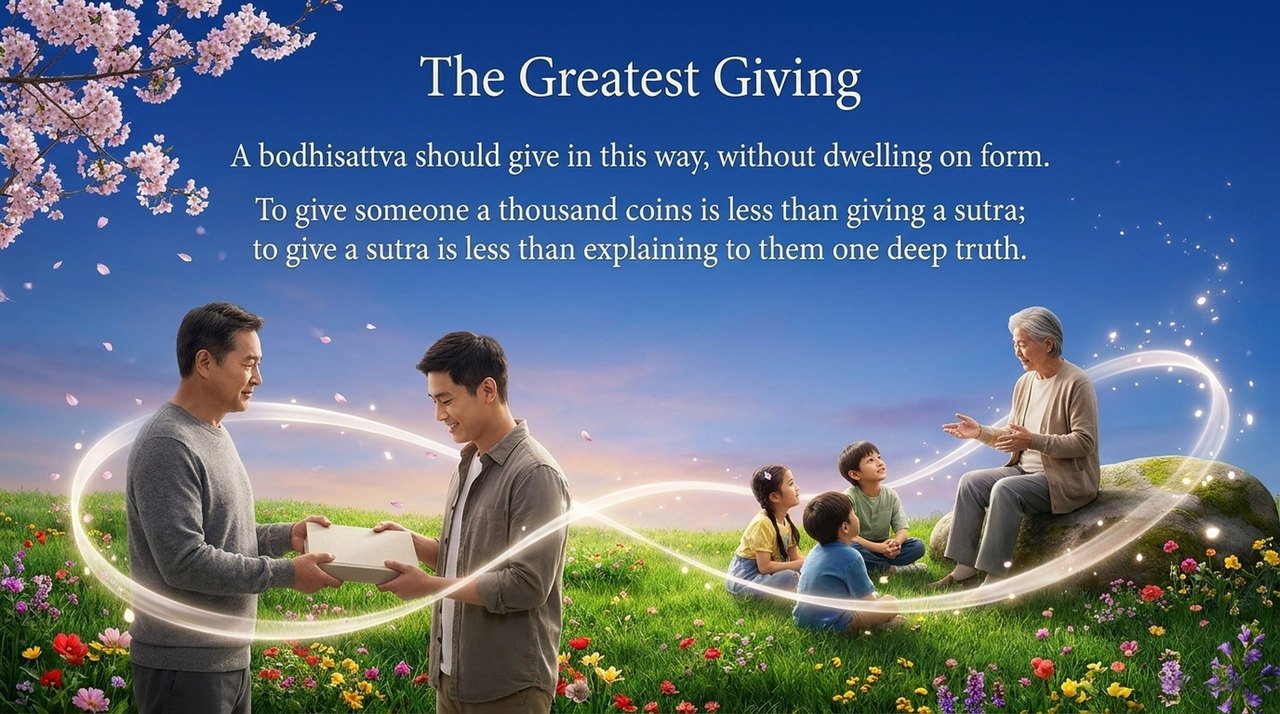 The Greatest Giving
A bodhisattva should give in this way, without dwelling on form.
To give someone a thousand coins is less than giving a sutra;
to give a sutra is less than explaining to them one deep truth.